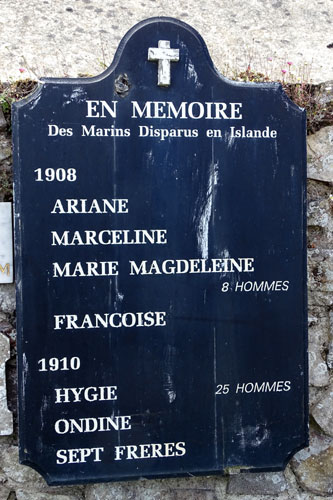 EN MEMOIRE
Des Marins Disparus en Islande
1908
ARIANE
MARCELINE
MARIE MAGDELEINE
8 HOMMES
FRANCOISE
1910
HYGIE 25 HOMMES
ONDINE
SEPT FRERES